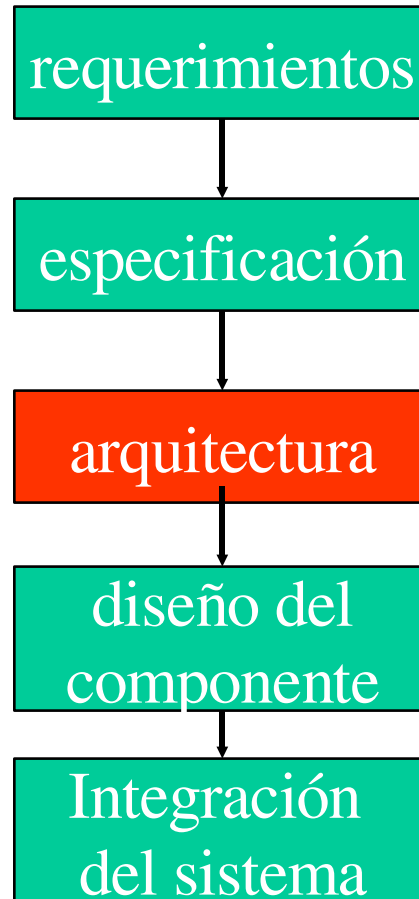 requerimientos
especificación
arquitectura
diseño del
componente
Integración
del sistema